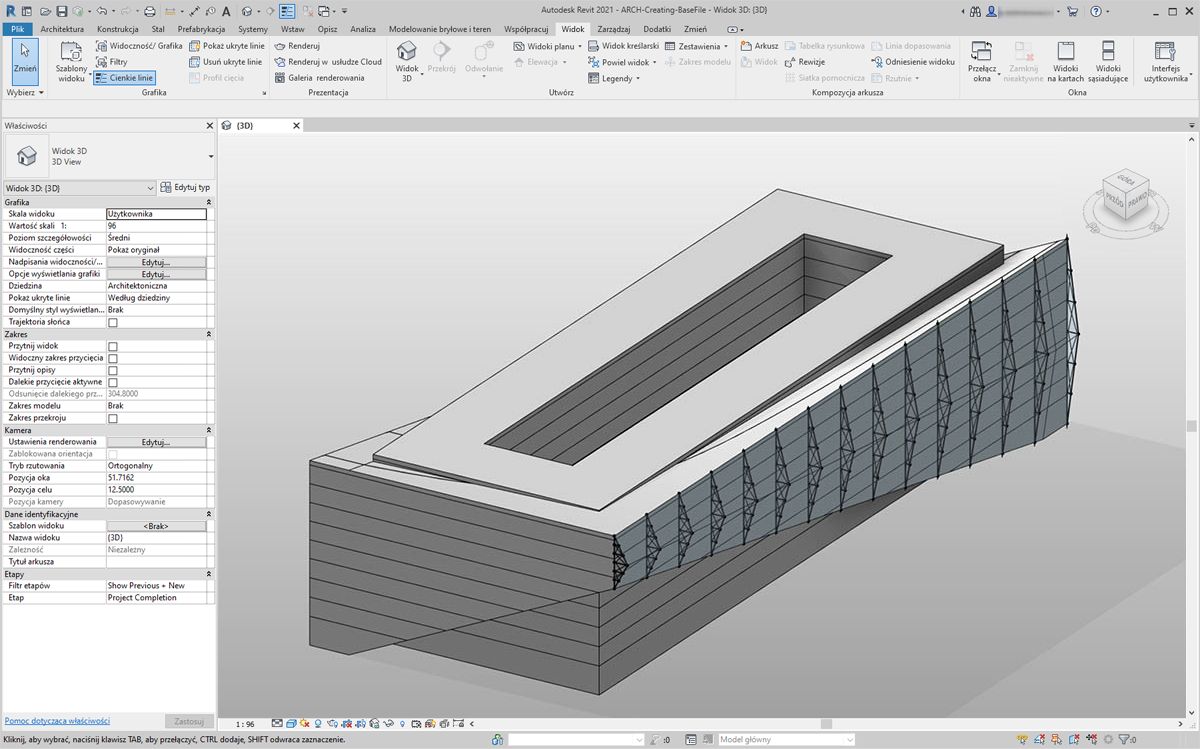 Autodesk Revit 2021 - ARCH-Creating-BaseFile - Widok 3D: {3D}
Plik Architektura Konstrukcja Stal Prefabrykacja Systemy Wstaw Opisz Analiza Modelowanie bryłowe i teren Współpracuj Widok Zarządzaj Dodatki Zmień
Zmień
Wybierz
Szablony widoku
Widoczność/ Grafika
Filtry
Cienkie linie
Pokaż ukryte linie
Usuń ukryte linie
Profil cięcia
Grafika
Renderuj
Renderuj w usłudze Cloud
Galeria renderowania
Prezentacja
Widok 3D
Przekrój
Odwołanie
Widoki planu
Elewacja
Widok kreślarski
Powiel widok
Legendy
Zestawienia
Zakres modelu
Utwórz
Arkusz
Widok
Tabelka rysunkowa
Rewizje
Siatka pomocnicza
Linia dopasowania
Odniesienie widoku
Rzutnie
Kompozycja arkusza
Przełącz okna
Zamknij nieaktywne
Widoki na kartach
Widoki sąsiadujące
Okna
Interfejs użytkownika
Właściwości
{3D}
Widok 3D
3D View
Widok 3D: {3D}
Edytuj typ
Grafika
Skala widoku Użytkownika
Wartość skali 1: 96
Poziom szczegółowości Średni
Widoczność części Pokaż oryginał
Nadpisania widoczności/... Edytuj...
Opcje wyświetlania grafiki Edytuj...
Dziedzina Architektoniczna
Pokaż ukryte linie Według dziedziny
Domyślny styl wyświetlan... Brak
Trajektoria słońca
Zakres
Przytnij widok
Widoczny zakres przycięcia
Przytnij opisy
Dalekie przycięcie aktywne
Odsunięcie dalekiego prz... 304.8000
Zakres modelu Brak
Zakres przekroju
Kamera
Ustawienia renderowania Edytuj...
Zablokowana orientacja
Tryb rzutowania Ortogonalny
Pozycja oka 51.7162
Pozycja celu 12.5000
Pozycja kamery Dopasowywanie
Dane identyfikacyjne
Szablon widoku <Brak>
Nazwa widoku {3D}
Zależność Niezależny
Tytuł arkusza
Etapy
Filtr etapów Show Previous + New
Etap Project Completion
Pomoc dotycząca właściwości
Zastosuj
GÓRA
PRZÓD
PRAWO
1 : 96
Kliknij, aby wybrać, naciśnij klawisz TAB, aby przełączyć, CTRL dodaje, SHIFT odwraca zaznaczenie.
:0
Model główny
:0